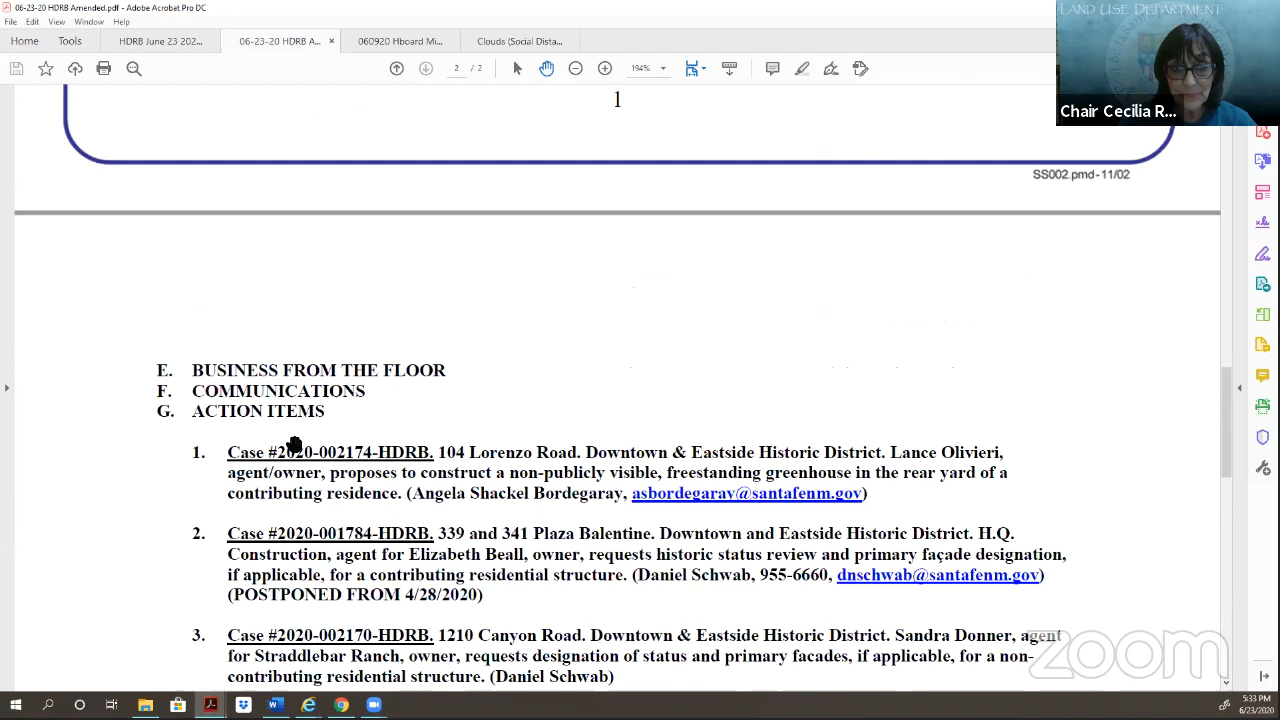 06-23-20 HDRB Amended.pdf - Adobe Acrobat Pro DC
File Edit View Window Help
Home Tools HDRB June 23 202... 06-23-20 HDRB A... × 060920 Hboard Mi... Clouds (Social Dista...
2 / 2 194%
LAND USE DEPARTMENT
Chair Cecilia R...
1
SS002.pmd-11/02
E. BUSINESS FROM THE FLOOR
F. COMMUNICATIONS
G. ACTION ITEMS
1. Case #2020-002174-HDRB. 104 Lorenzo Road. Downtown & Eastside Historic District. Lance Olivieri,
agent/owner, proposes to construct a non-publicly visible, freestanding greenhouse in the rear yard of a
contributing residence. (Angela Shackel Bordegaray, asbordegaray@santafenm.gov)
2. Case #2020-001784-HDRB. 339 and 341 Plaza Balentine. Downtown and Eastside Historic District. H.Q.
Construction, agent for Elizabeth Beall, owner, requests historic status review and primary façade designation,
if applicable, for a contributing residential structure. (Daniel Schwab, 955-6660, dnschwab@santafenm.gov)
(POSTPONED FROM 4/28/2020)
3. Case #2020-002170-HDRB. 1210 Canyon Road. Downtown & Eastside Historic District. Sandra Donner, agent
for Straddlebar Ranch, owner, requests designation of status and primary facades, if applicable, for a non-
contributing residential structure. (Daniel Schwab)
zoom
5:33 PM
6/23/2020